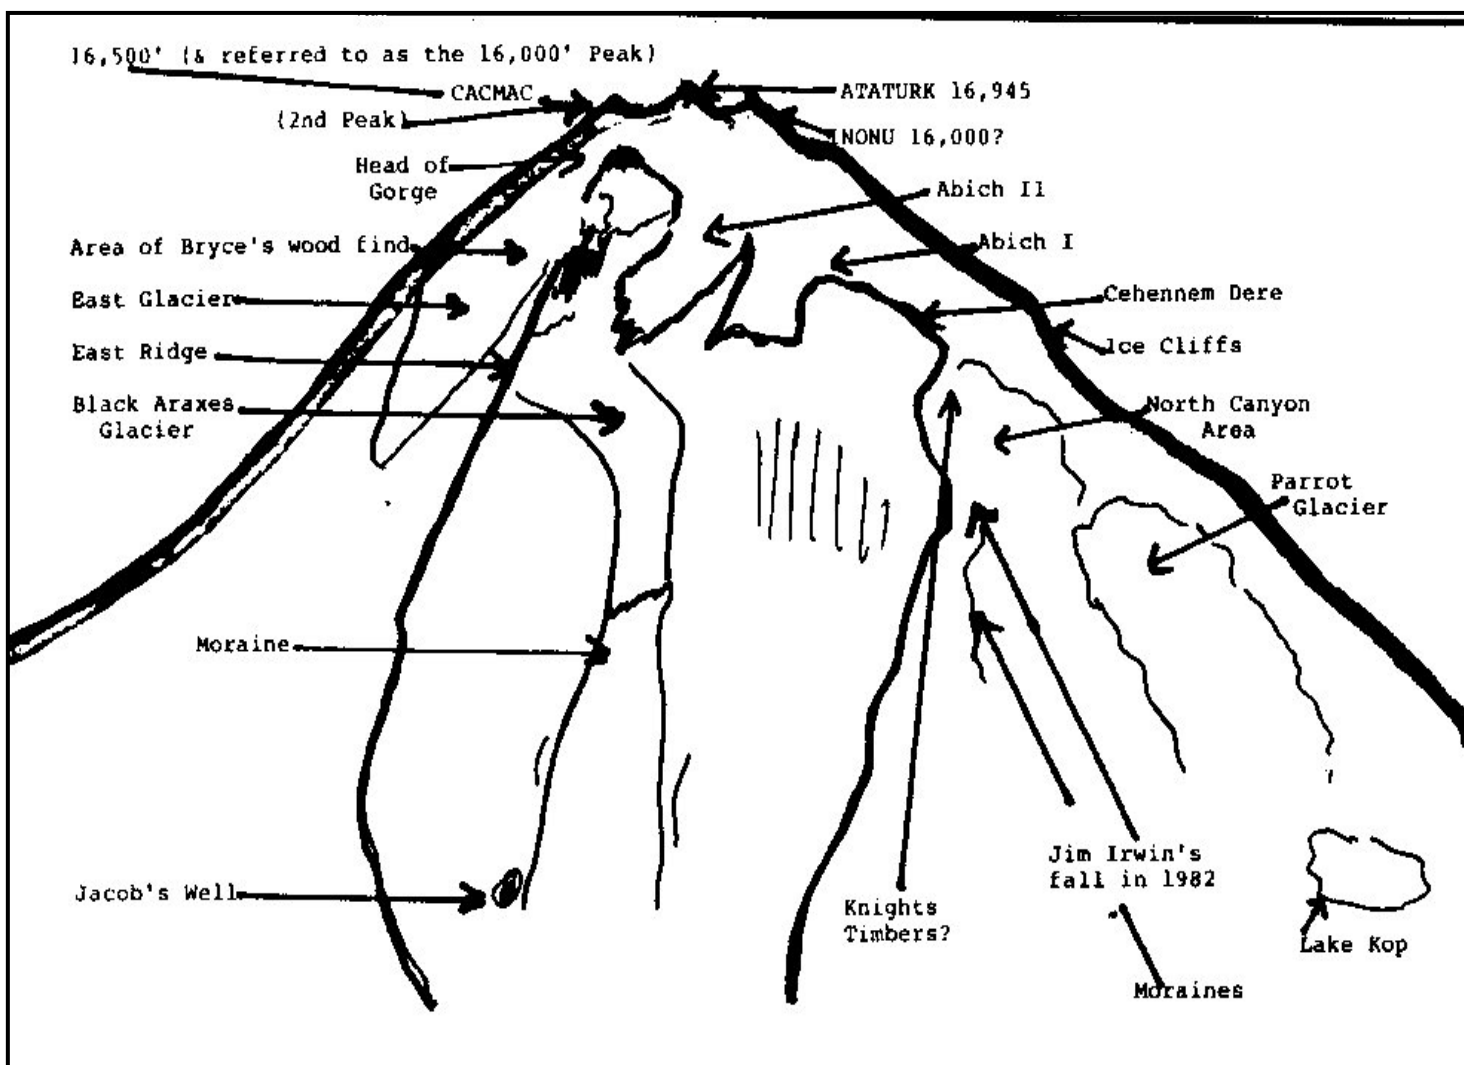 16,500' (& referred to as the 16,000' Peak)
CACMAC
(2nd Peak)
ATATURK 16,945
INONU 16,000?
Head of
Gorge
Abich II
Area of Bryce's wood find
Abich I
East Glacier
Cehennem Dere
East Ridge
Ice Cliffs
Black Araxes
Glacier
North Canyon
Area
Parrot
Glacier
Moraine
Jacob's Well
Knights
Timbers?
Jim Irwin's
fall in 1982
Lake Kop
Moraines